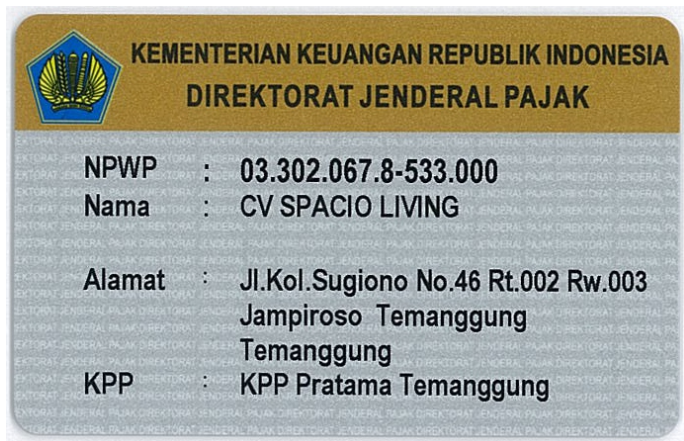 KEMENTERIAN KEUANGAN REPUBLIK INDONESIA
DIREKTORAT JENDERAL PAJAK
NPWP : 03.302.067.8-533.000
Nama : CV SPACIO LIVING
Alamat : Jl.Kol.Sugiono No.46 Rt.002 Rw.003
Jampiroso Temanggung
Temanggung
KPP : KPP Pratama Temanggung